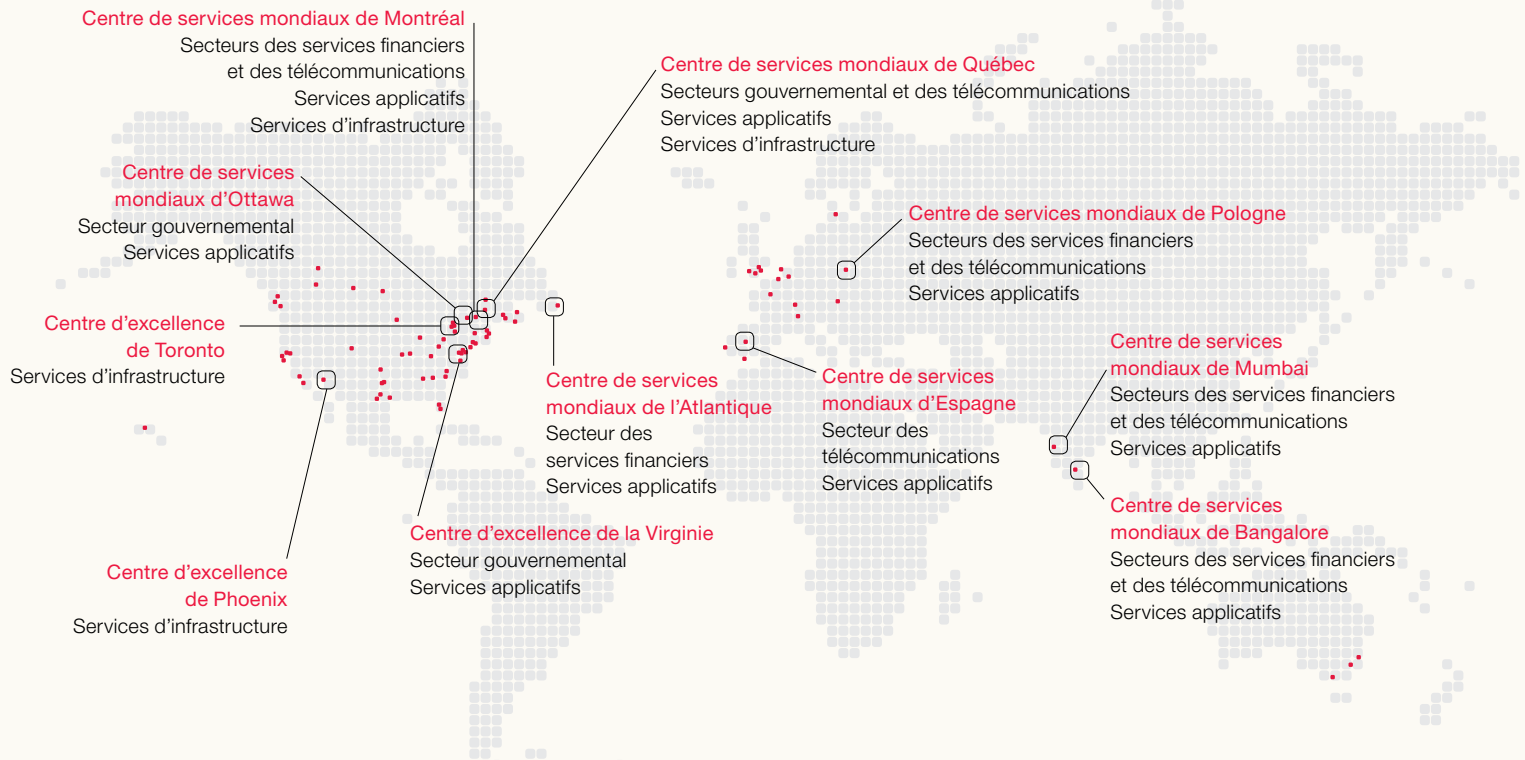 Centre de services mondiaux de Montréal
Secteurs des services financiers
et des télécommunications
Services applicatifs
Services d’infrastructure
Centre de services mondiaux de Québec
Secteurs gouvernemental et des télécommunications
Services applicatifs
Services d’infrastructure
Centre de services
mondiaux d’Ottawa
Secteur gouvernemental
Services applicatifs
Centre de services mondiaux de Pologne
Secteurs des services financiers
et des télécommunications
Services applicatifs
Centre d’excellence
de Toronto
Services d’infrastructure
Centre de services
mondiaux de l’Atlantique
Secteur des
services financiers
Services applicatifs
Centre de services
mondiaux d’Espagne
Secteur des
télécommunications
Services applicatifs
Centre de services
mondiaux de Mumbai
Secteurs des services financiers
et des télécommunications
Services applicatifs
Centre d’excellence de la Virginie
Secteur gouvernemental
Services applicatifs
Centre de services
mondiaux de Bangalore
Secteurs des services financiers
et des télécommunications
Services applicatifs
Centre d’excellence
de Phoenix
Services d’infrastructure